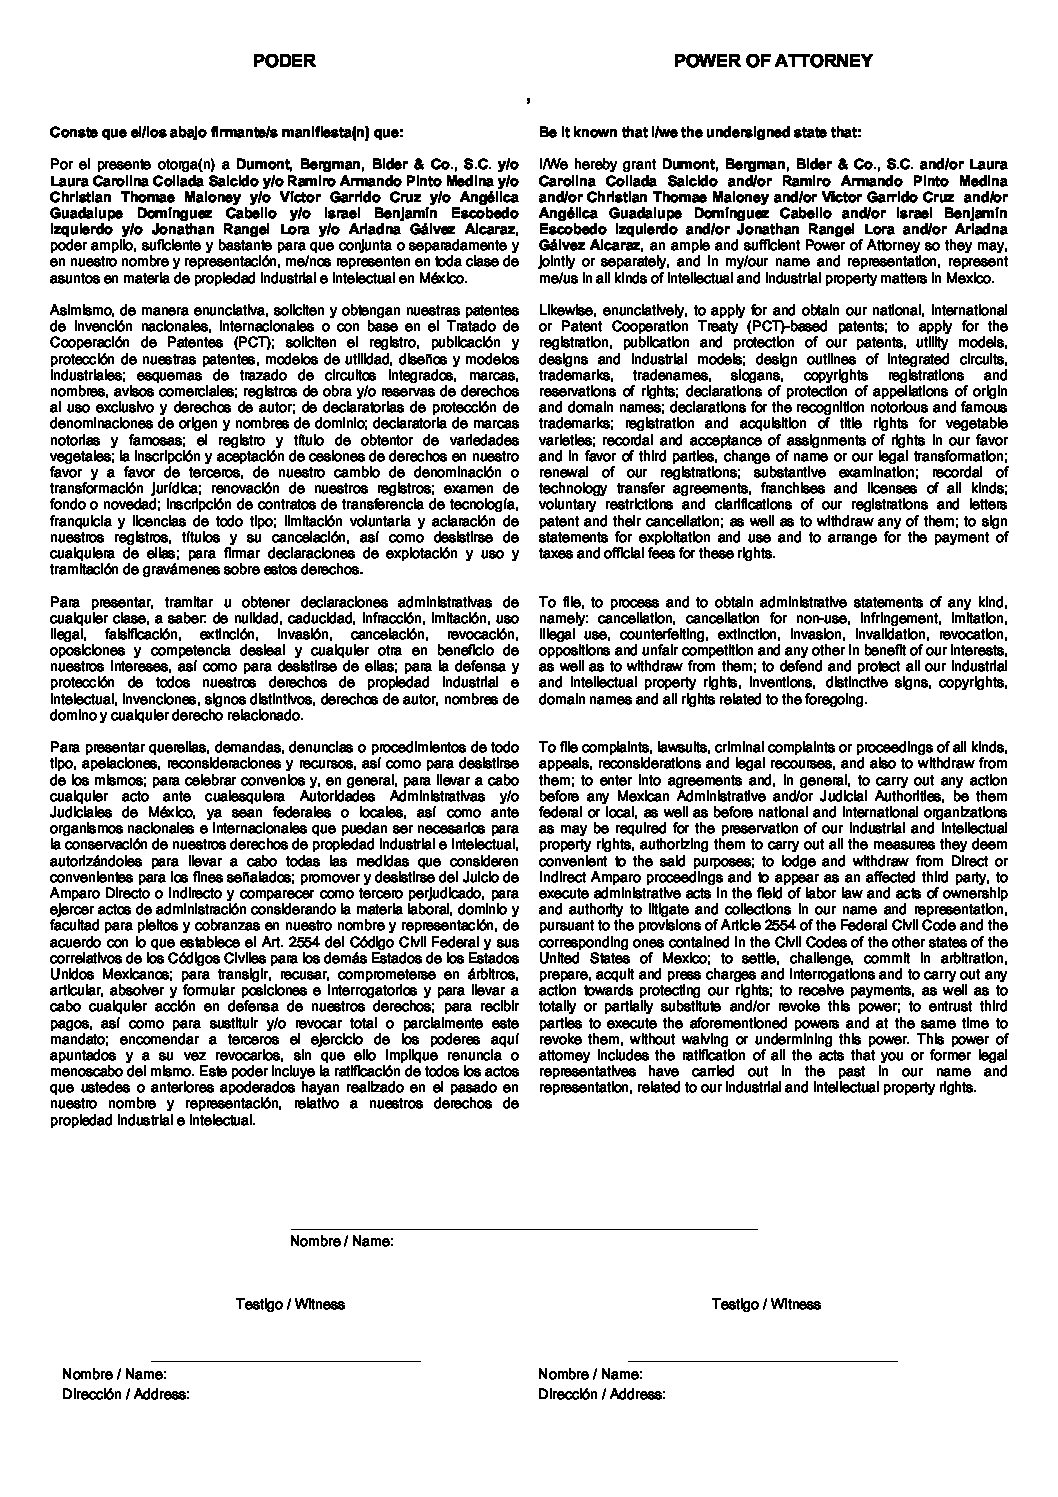 PODER
POWER OF ATTORNEY
,
Conste que el/los abajo firmante/s manifiesta(n) que:
Por el presente otorga(n) a Dumont, Bergman, Bider & Co., S.C. y/o
Laura Carolina Collada Salcido y/o Ramiro Armando Pinto Medina y/o
Christian Thomae Maloney y/o Víctor Garrido Cruz y/o Angélica
Guadalupe Domínguez Cabello y/o Israel Benjamín Escobedo
Izquierdo y/o Jonathan Rangel Lora y/o Ariadna Gálvez Alcaraz,
poder amplio, suficiente y bastante para que conjunta o separadamente y
en nuestro nombre y representación, me/nos representen en toda clase de
asuntos en materia de propiedad Industrial e Intelectual en México.
Asimismo, de manera enunciativa, soliciten y obtengan nuestras patentes
de Invención nacionales, Internacionales o con base en el Tratado de
Cooperación de Patentes (PCT); soliciten el registro, publicación y
protección de nuestras patentes, modelos de utilidad, diseños y modelos
Industriales; esquemas de trazado de circuitos Integrados, marcas,
nombres, avisos comerciales; registros de obra y/o reservas de derechos
al uso exclusivo y derechos de autor; de declaratorias de protección de
denominaciones de origen y nombres de dominio; declaratoria de marcas
notorias y famosas; el registro y título de obtentor de variedades
vegetales; la Inscripción y aceptación de cesiones de derechos en nuestro
favor y a favor de terceros, de nuestro cambio de denominación o
transformación jurídica; renovación de nuestros registros; examen de
fondo o novedad; Inscripción de contratos de transferencia de tecnología,
franquicia y licencias de todo tipo; limitación voluntaria y aclaración de
nuestros registros, títulos y su cancelación, así como desistirse de
cualquiera de ellas; para firmar declaraciones de explotación y uso y
tramitación de gravámenes sobre estos derechos.
Para presentar, tramitar u obtener declaraciones administrativas de
cualquier clase, a saber: de nulidad, caducidad, Infracción, Imitación, uso
Ilegal, falsificación, extinción, Invasión, cancelación, revocación,
oposiciones y competencia desleal y cualquier otra en beneficio de
nuestros Intereses, así como para desistirse de ellas; para la defensa y
protección de todos nuestros derechos de propiedad Industrial e
Intelectual, Invenciones, signos distintivos, derechos de autor, nombres de
domino y cualquier derecho relacionado.
Para presentar querellas, demandas, denuncias o procedimientos de todo
tipo, apelaciones, reconsideraciones y recursos, así como para desistirse
de los mismos; para celebrar convenios y, en general, para llevar a cabo
cualquier acto ante cualesquiera Autoridades Administrativas y/o
Judiciales de México, ya sean federales o locales, así como ante
organismos nacionales e Internacionales que puedan ser necesarios para
la conservación de nuestros derechos de propiedad Industrial e Intelectual,
autorizándoles para llevar a cabo todas las medidas que consideren
convenientes para los fines señalados; promover y desistirse del Juicio de
Amparo Directo o Indirecto y comparecer como tercero perjudicado, para
ejercer actos de administración considerando la materia laboral, dominio y
facultad para pleitos y cobranzas en nuestro nombre y representación, de
acuerdo con lo que establece el Art. 2554 del Código Civil Federal y sus
correlativos de los Códigos Civiles para los demás Estados de los Estados
Unidos Mexicanos; para transigir, recusar, comprometerse en árbitros,
articular, absolver y formular posiciones e Interrogatorios y para llevar a
cabo cualquier acción en defensa de nuestros derechos; para recibir
pagos, así como para sustituir y/o revocar total o parcialmente este
mandato; encomendar a terceros el ejercicio de los poderes aquí
apuntados y a su vez revocarlos, sin que ello Implique renuncia o
menoscabo del mismo. Este poder Incluye la ratificación de todos los actos
que ustedes o anteriores apoderados hayan realizado en el pasado en
nuestro nombre y representación, relativo a nuestros derechos de
propiedad Industrial e Intelectual.
Be it known that I/we the undersigned state that:
I/We hereby grant Dumont, Bergman, Bider & Co., S.C. and/or Laura
Carolina Collada Salcido and/or Ramiro Armando Pinto Medina
and/or Christian Thomae Maloney and/or Víctor Garrido Cruz and/or
Angélica Guadalupe Domínguez Cabello and/or Israel Benjamín
Escobedo Izquierdo and/or Jonathan Rangel Lora and/or Ariadna
Gálvez Alcaraz, an ample and sufficient Power of Attorney so they may,
jointly or separately, and In my/our name and representation, represent
me/us In all kinds of Intellectual and Industrial property matters In Mexico.
Likewise, enunciatively, to apply for and obtain our national, International
or Patent Cooperation Treaty (PCT)-based patents; to apply for the
registration, publication and protection of our patents, utility models,
designs and Industrial models; design outlines of Integrated circuits,
trademarks, tradenames, slogans, copyrights registrations and
reservations of rights; declarations of protection of appellations of origin
and domain names; declarations for the recognition notorious and famous
trademarks; registration and acquisition of title rights for vegetable
varieties; recordal and acceptance of assignments of rights In our favor
and In favor of third parties, change of name or our legal transformation;
renewal of our registrations; substantive examination; recordal of
technology transfer agreements, franchises and licenses of all kinds;
voluntary restrictions and clarifications of our registrations and letters
patent and their cancellation; as well as to withdraw any of them; to sign
statements for exploitation and use and to arrange for the payment of
taxes and official fees for these rights.
To file, to process and to obtain administrative statements of any kind,
namely: cancellation, cancellation for non-use, Infringement, Imitation,
Illegal use, counterfeiting, extinction, Invasion, Invalidation, revocation,
oppositions and unfair competition and any other In benefit of our Interests,
as well as to withdraw from them; to defend and protect all our Industrial
and Intellectual property rights, Inventions, distinctive signs, copyrights,
domain names and all rights related to the foregoing.
To file complaints, lawsuits, criminal complaints or proceedings of all kinds,
appeals, reconsiderations and legal recourses, and also to withdraw from
them; to enter Into agreements and, In general, to carry out any action
before any Mexican Administrative and/or Judicial Authorities, be them
federal or local, as well as before national and International organizations
as may be required for the preservation of our Industrial and Intellectual
property rights, authorizing them to carry out all the measures they deem
convenient to the said purposes; to lodge and withdraw from Direct or
Indirect Amparo proceedings and to appear as an affected third party, to
execute administrative acts In the field of labor law and acts of ownership
and authority to litigate and collections In our name and representation,
pursuant to the provisions of Article 2554 of the Federal Civil Code and the
corresponding ones contained In the Civil Codes of the other states of the
United States of Mexico; to settle, challenge, commit In arbitration,
prepare, acquit and press charges and Interrogations and to carry out any
action towards protecting our rights; to receive payments, as well as to
totally or partially substitute and/or revoke this power; to entrust third
parties to execute the aforementioned powers and at the same time to
revoke them, without waiving or undermining this power. This power of
attorney Includes the ratification of all the acts that you or former legal
representatives have carried out In the past In our name and
representation, related to our Industrial and Intellectual property rights.
Nombre / Name:
Testigo / Witness
Testigo / Witness
Nombre / Name:
Dirección / Address:
Nombre / Name:
Dirección / Address: